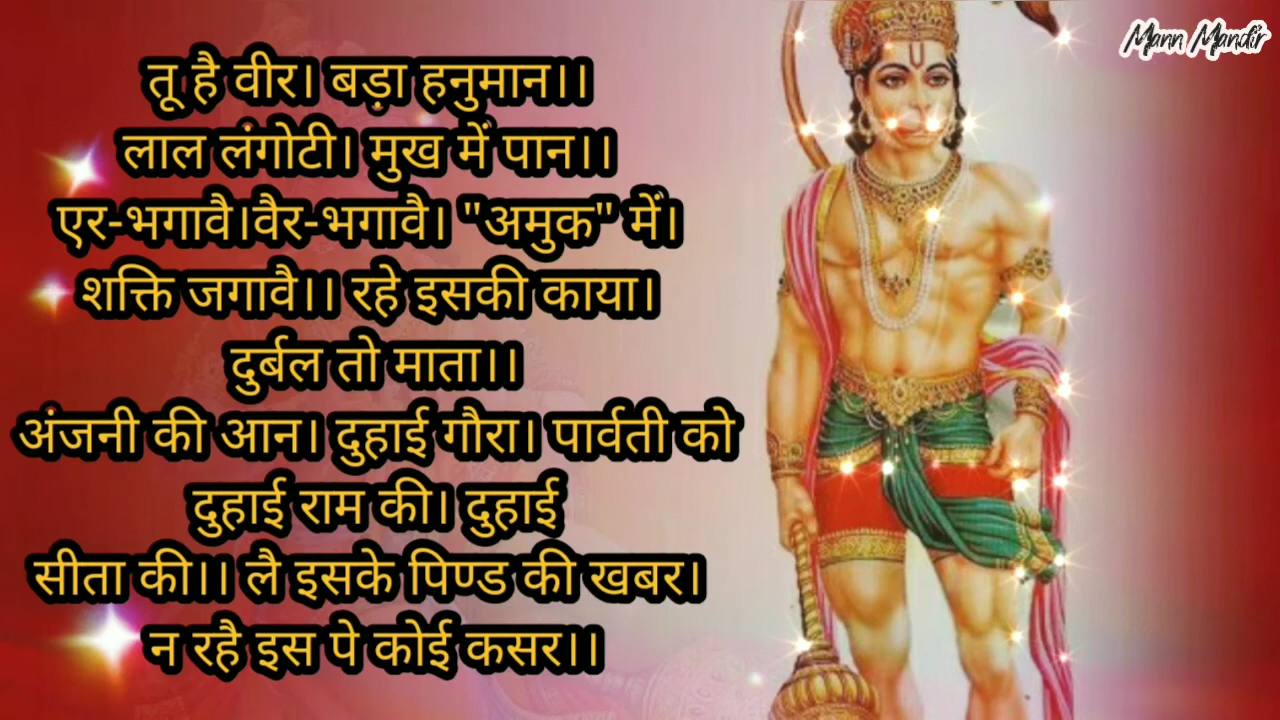 Mann Mandir
तू है वीर। बड़ा हनुमान।।
लाल लंगोटी। मुख में पान।।
एर-भगावै।वैर-भगावै। "अमुक" में।
शक्ति जगावै।। रहे इसकी काया।
दुर्बल तो माता।।
अंजनी की आन। दुहाई गौरा। पार्वती को
दुहाई राम की। दुहाई
सीता की।। लै इसके पिण्ड की खबर।
न रहै इस पे कोई कसर।।